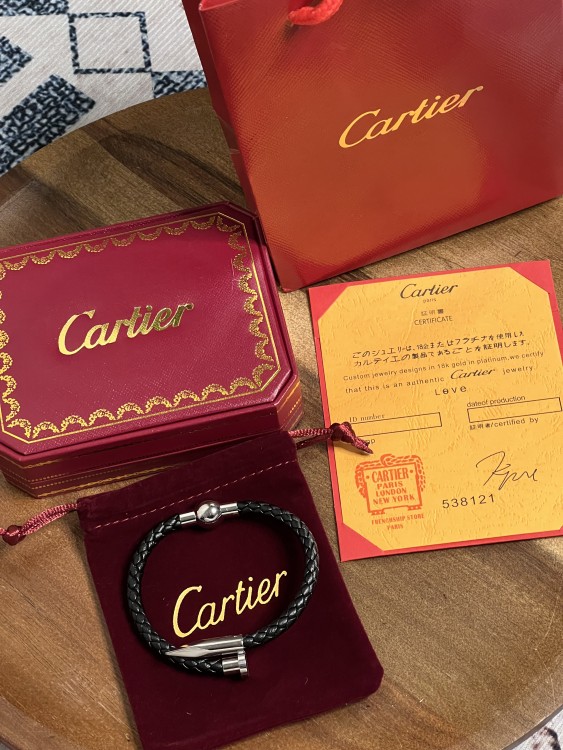 Cartier
Cartier
Cartier
PARIS
証明書
CERTIFICATE
このジュエリーは、18金またはプラチナを使用した
カルティエの製品であることを証明します。
Custom jewelry designs in 18k gold in platinum,we certify
that this is an authentic Cartier jewelry
Love
ID number
dateof production
証明書/certified by
CARTIER
PARIS
LONDON
NEW YORK
538121
PARIS
Cartier